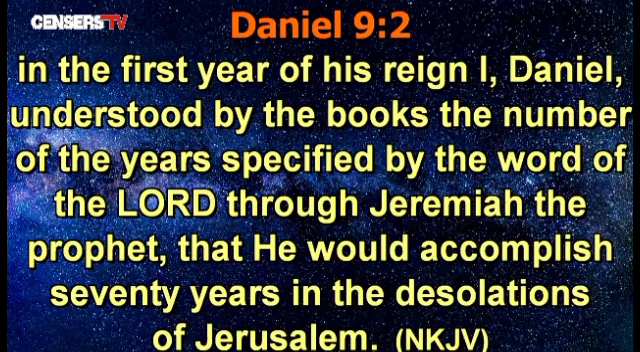 CENSERS TV
Daniel 9:2
in the first year of his reign I, Daniel,
understood by the books the number
of the years specified by the word of
the LORD through Jeremiah the
prophet, that He would accomplish
seventy years in the desolations
of Jerusalem. (NKJV)